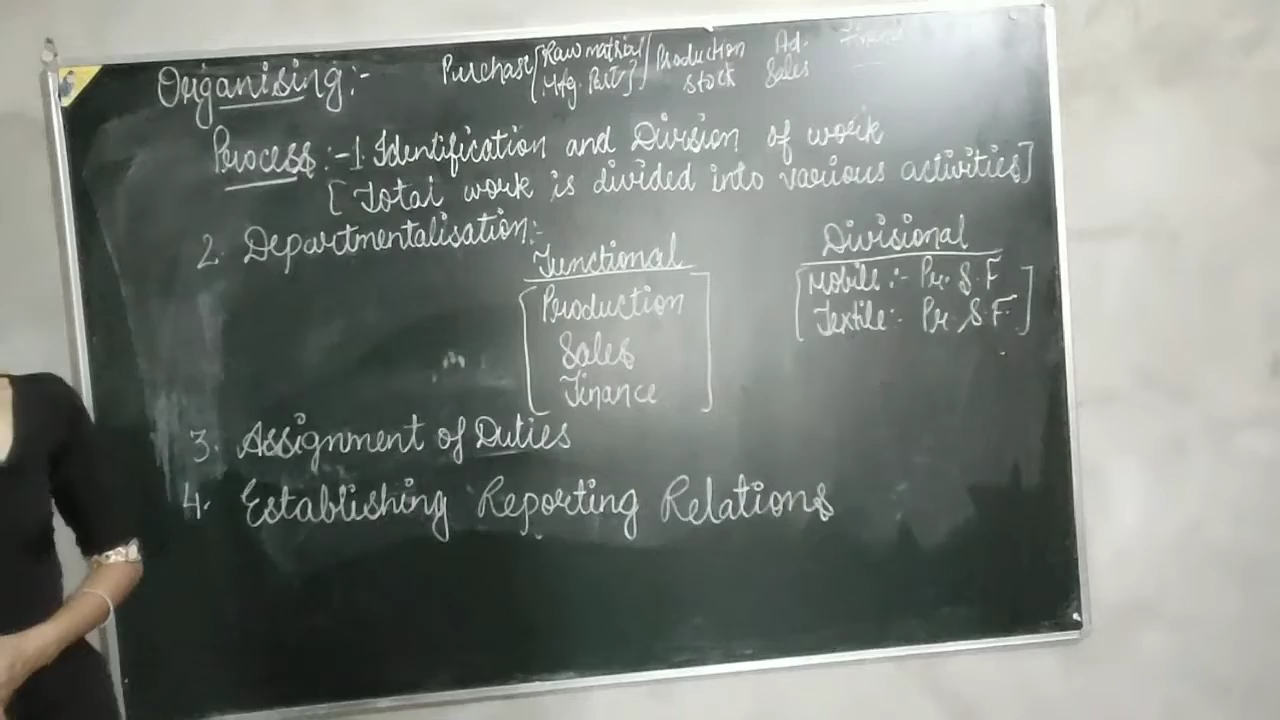 Organising:-
Purchase [Raw matrial / Production Ad.
Mfg. Part] stock Sales
Process :- 1. Identification and Division of work
[Total work is divided into various activities]
2. Departmentalisation:-
Functional
Production
Sales
Finance
Divisional
Mobile :- Pr. S. F
Textile :- Pr. S. F
3. Assignment of Duties
4. Establishing Reporting Relations